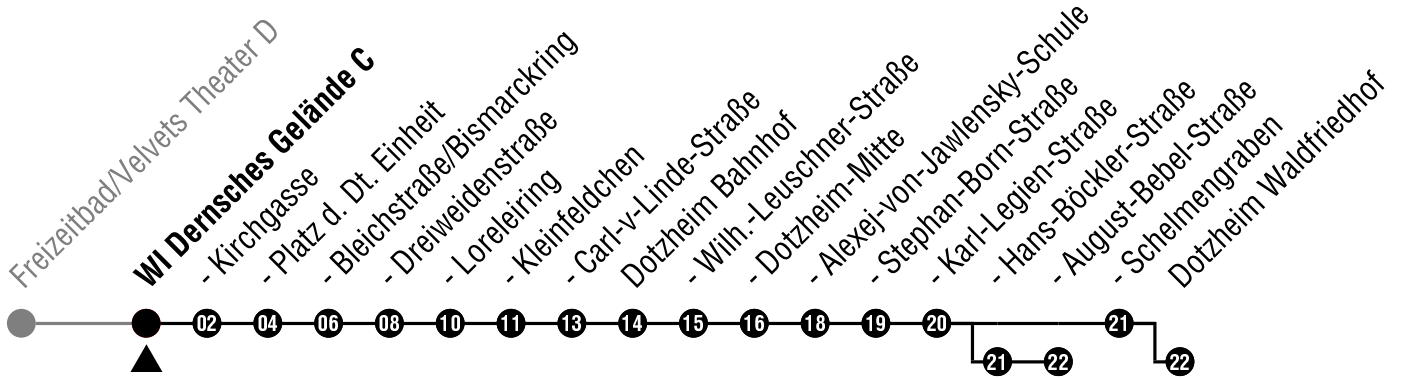 Freizeitbad/Velvets Theater D
WI Dernsches Gelände C
- Kirchgasse
- Platz d. Dt. Einheit
- Bleichstraße/Bismarckring
- Dreiweidenstraße
- Loreleiring
- Kleinfeldchen
- Carl-v-Linde-Straße
Dotzheim Bahnhof
- Wilh.-Leuschner-Straße
- Dotzheim-Mitte
- Alexej-von-Jawlensky-Schule
- Stephan-Born-Straße
- Karl-Legien-Straße
- Hans-Böckler-Straße
- August-Bebel-Straße
- Schelmengraben
Dotzheim Waldfriedhof
02 04 06 08 10 11 13 14 15 16 18 19 20 21
21 22 22